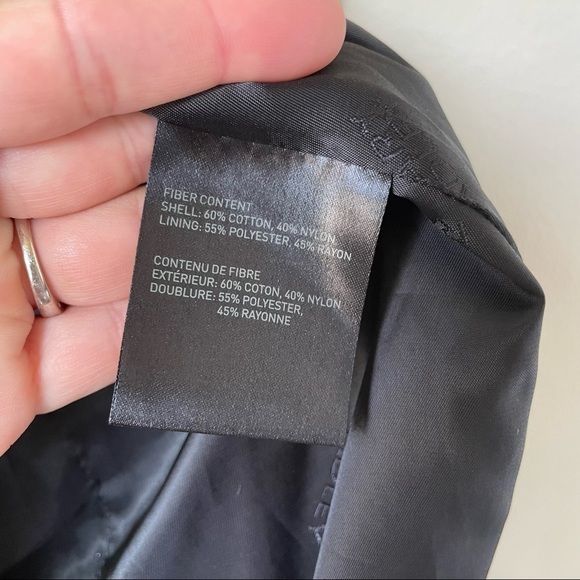 FIBER CONTENT
SHELL: 60% COTTON, 40% NYLON
LINING: 55% POLYESTER, 45% RAYON
CONTENU DE FIBRE
EXTÉRIEUR: 60% COTON, 40% NYLON
DOUBLURE: 55% POLYESTER,
45% RAYONNE